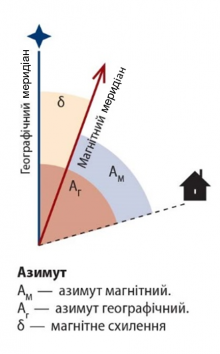 Географічний меридіан
δ
Магнітний меридіан
Aг
Aм
Азимут
Aм — азимут магнітний.
Aг — азимут географічний.
δ — магнітне схилення